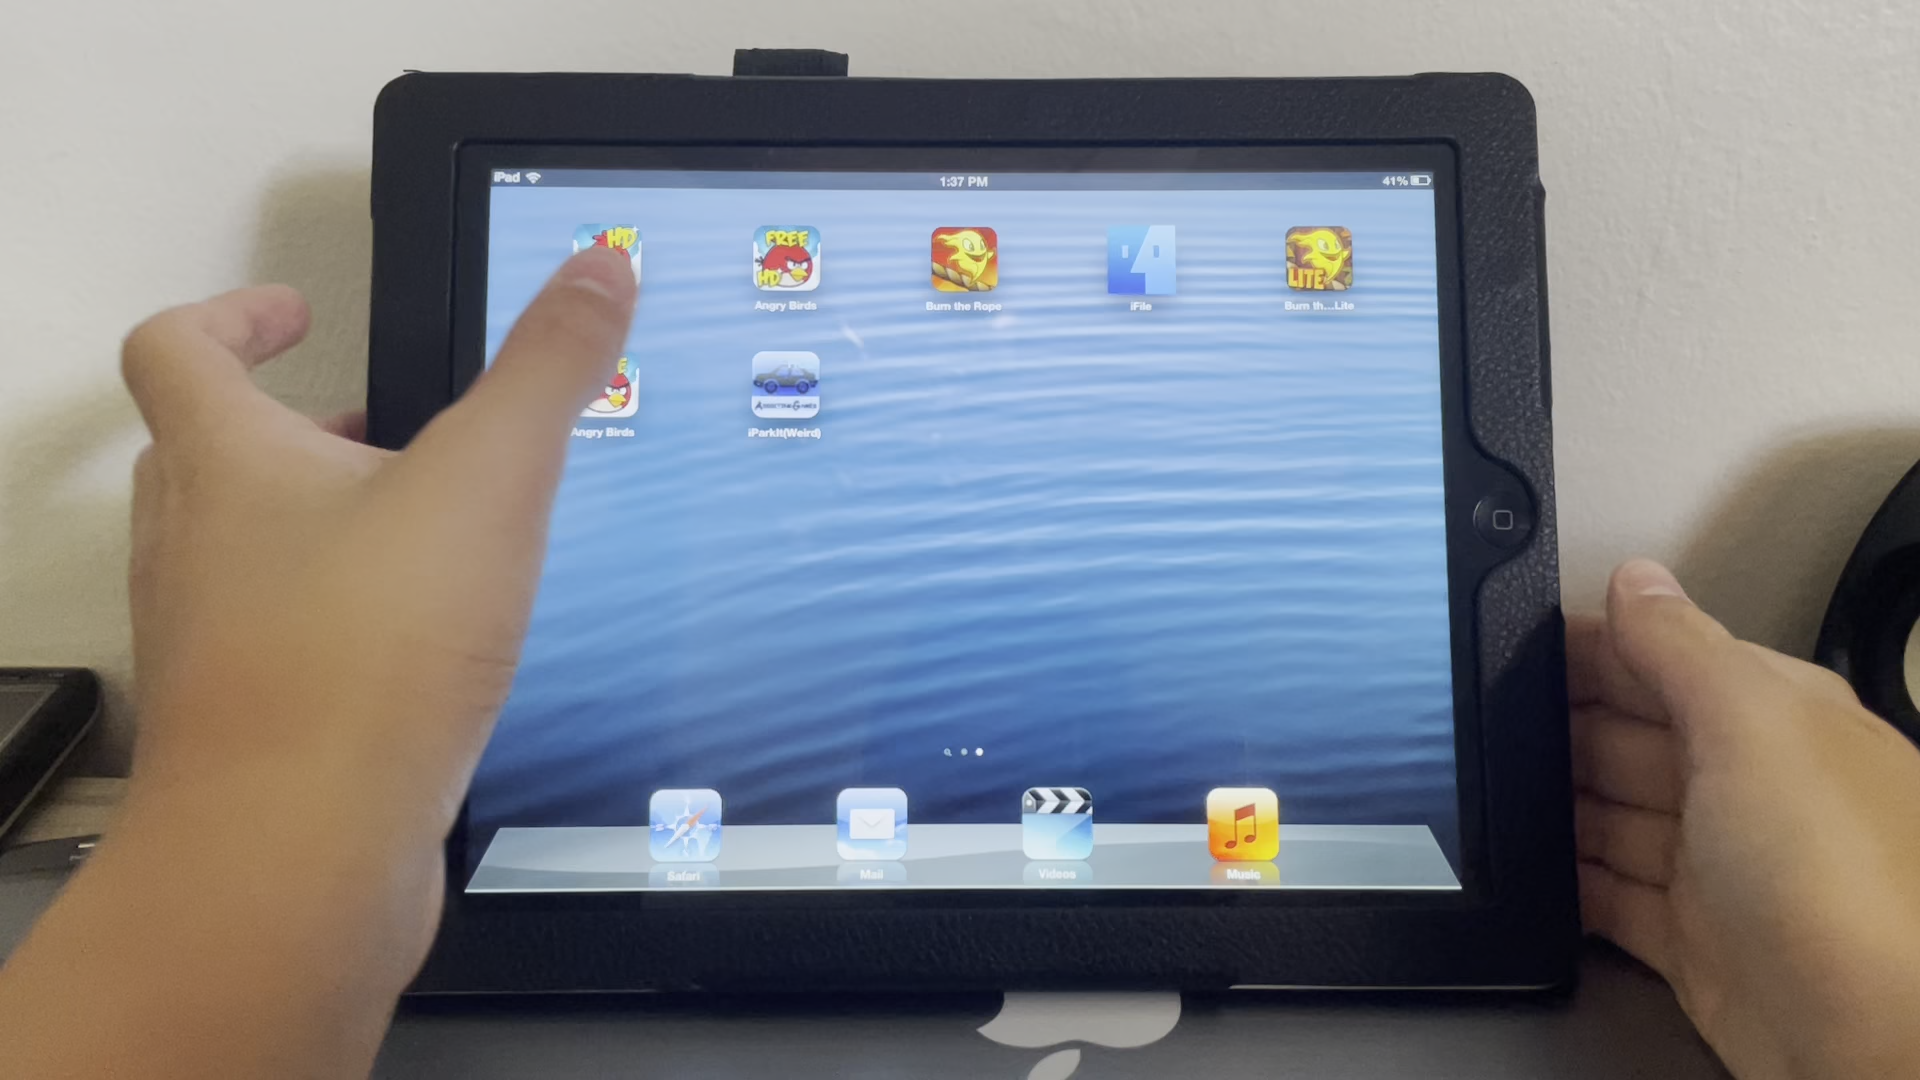 iPad
1:37 PM
41%
HD
FREE
HD
LITE
Angry Birds
Burn the Rope
iFile
Burn th...Lite
Angry Birds
iParkIt(Weird)
Safari
Mail
Videos
Music